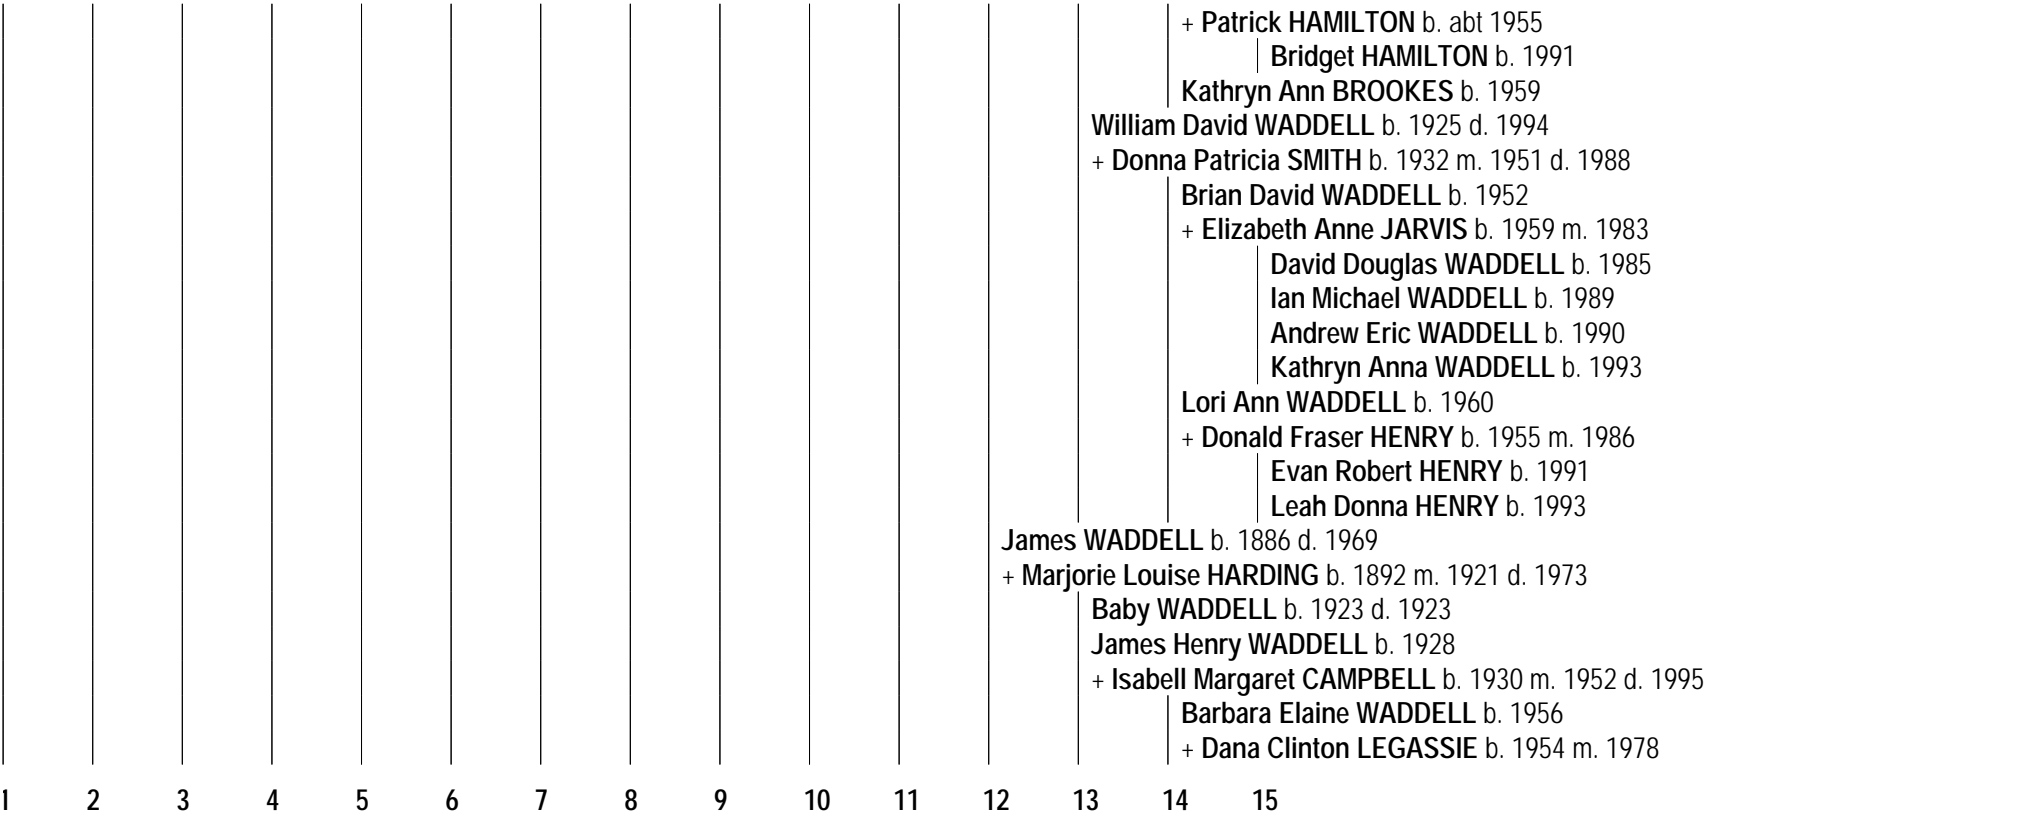 + Patrick HAMILTON b. abt 1955
Bridget HAMILTON b. 1991
Kathryn Ann BROOKES b. 1959
William David WADDELL b. 1925 d. 1994
+ Donna Patricia SMITH b. 1932 m. 1951 d. 1988
Brian David WADDELL b. 1952
+ Elizabeth Anne JARVIS b. 1959 m. 1983
David Douglas WADDELL b. 1985
Ian Michael WADDELL b. 1989
Andrew Eric WADDELL b. 1990
Kathryn Anna WADDELL b. 1993
Lori Ann WADDELL b. 1960
+ Donald Fraser HENRY b. 1955 m. 1986
Evan Robert HENRY b. 1991
Leah Donna HENRY b. 1993
James WADDELL b. 1886 d. 1969
+ Marjorie Louise HARDING b. 1892 m. 1921 d. 1973
Baby WADDELL b. 1923 d. 1923
James Henry WADDELL b. 1928
+ Isabell Margaret CAMPBELL b. 1930 m. 1952 d. 1995
Barbara Elaine WADDELL b. 1956
+ Dana Clinton LEGASSIE b. 1954 m. 1978
1 2 3 4 5 6 7 8 9 10 11 12 13 14 15